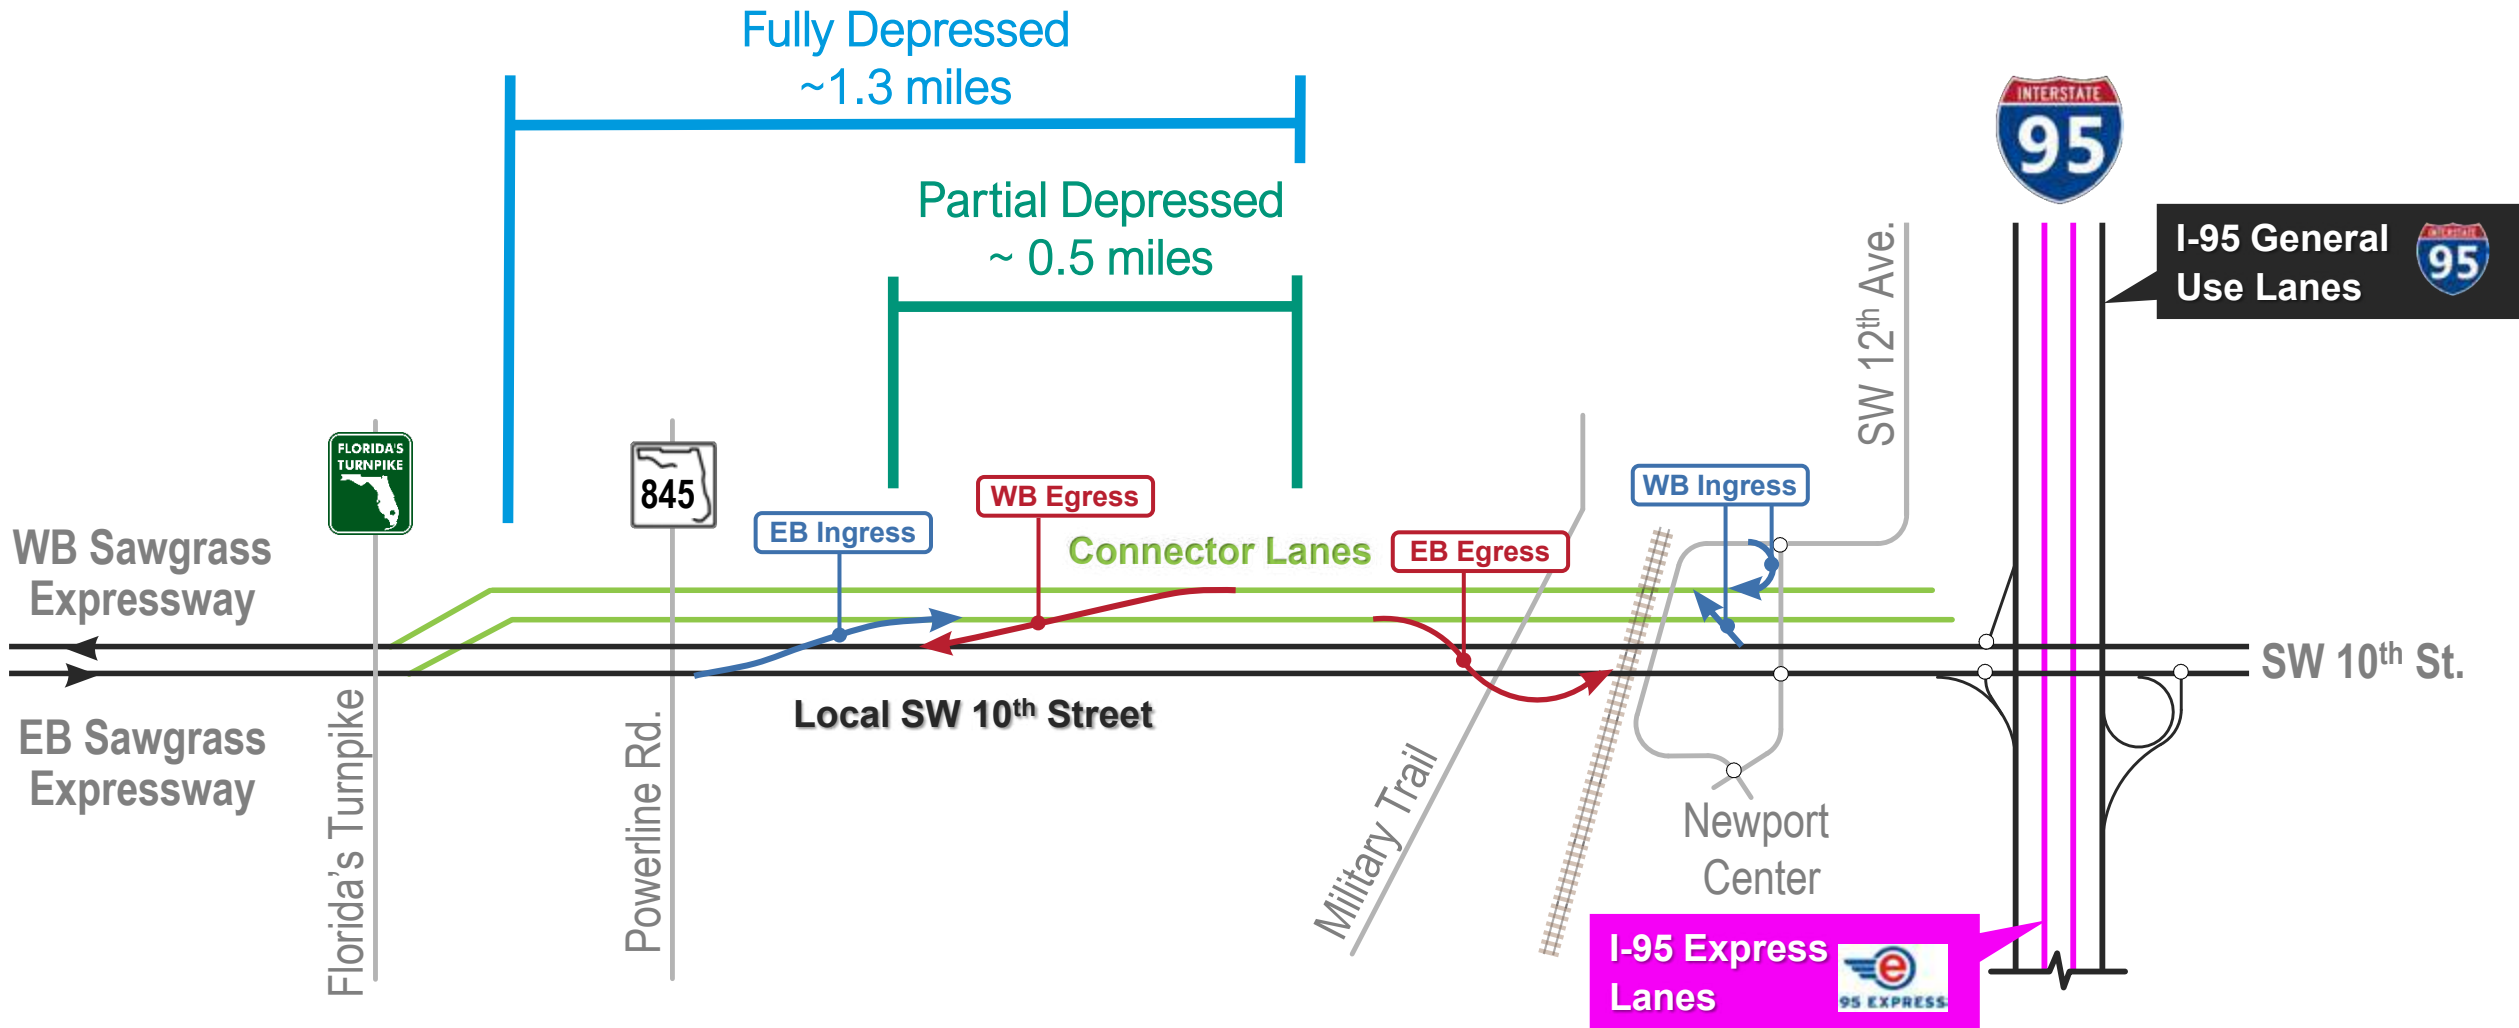 Fully Depressed
~1.3 miles
Partial Depressed
~ 0.5 miles
INTERSTATE
95
I-95 General
Use Lanes
INTERSTATE
95
SW 12th Ave.
FLORIDA'S
TURNPIKE
845
WB Egress
WB Ingress
EB Ingress
EB Egress
Connector Lanes
WB Sawgrass
Expressway
SW 10th St.
Local SW 10th Street
EB Sawgrass
Expressway
Florida's Turnpike
Powerline Rd.
Military Trail
Newport
Center
I-95 Express
Lanes
e
95 EXPRESS